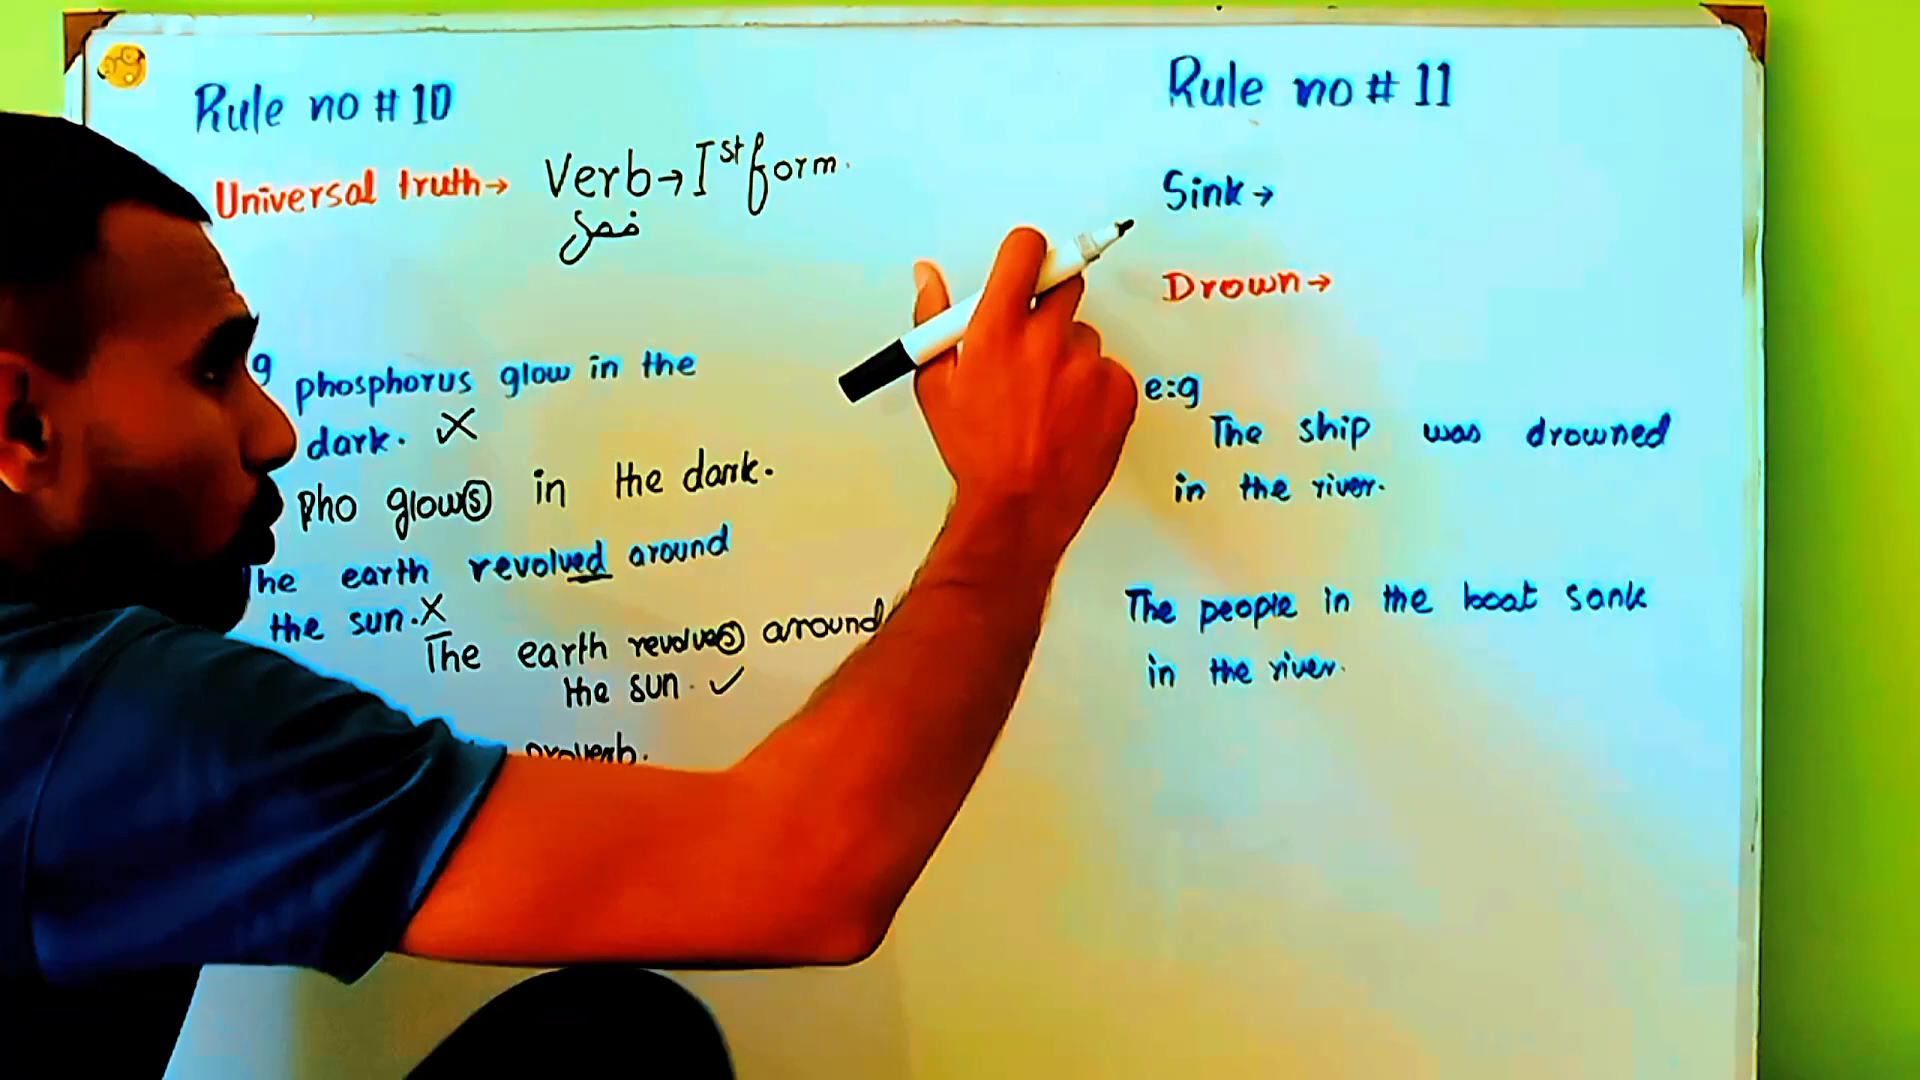 Rule no # 10
Universal truth→ Verb→Ist form.
فعل
g
phosphorus glow in the
dark. X
Pho glows in the dark.
he earth revolved around
the sun. X
The earth revolves around
the sun. ✓
proverb.
Rule no # 11
Sink→
Drown→
e:g
The ship was drowned
in the river.
The people in the boat sank
in the river.